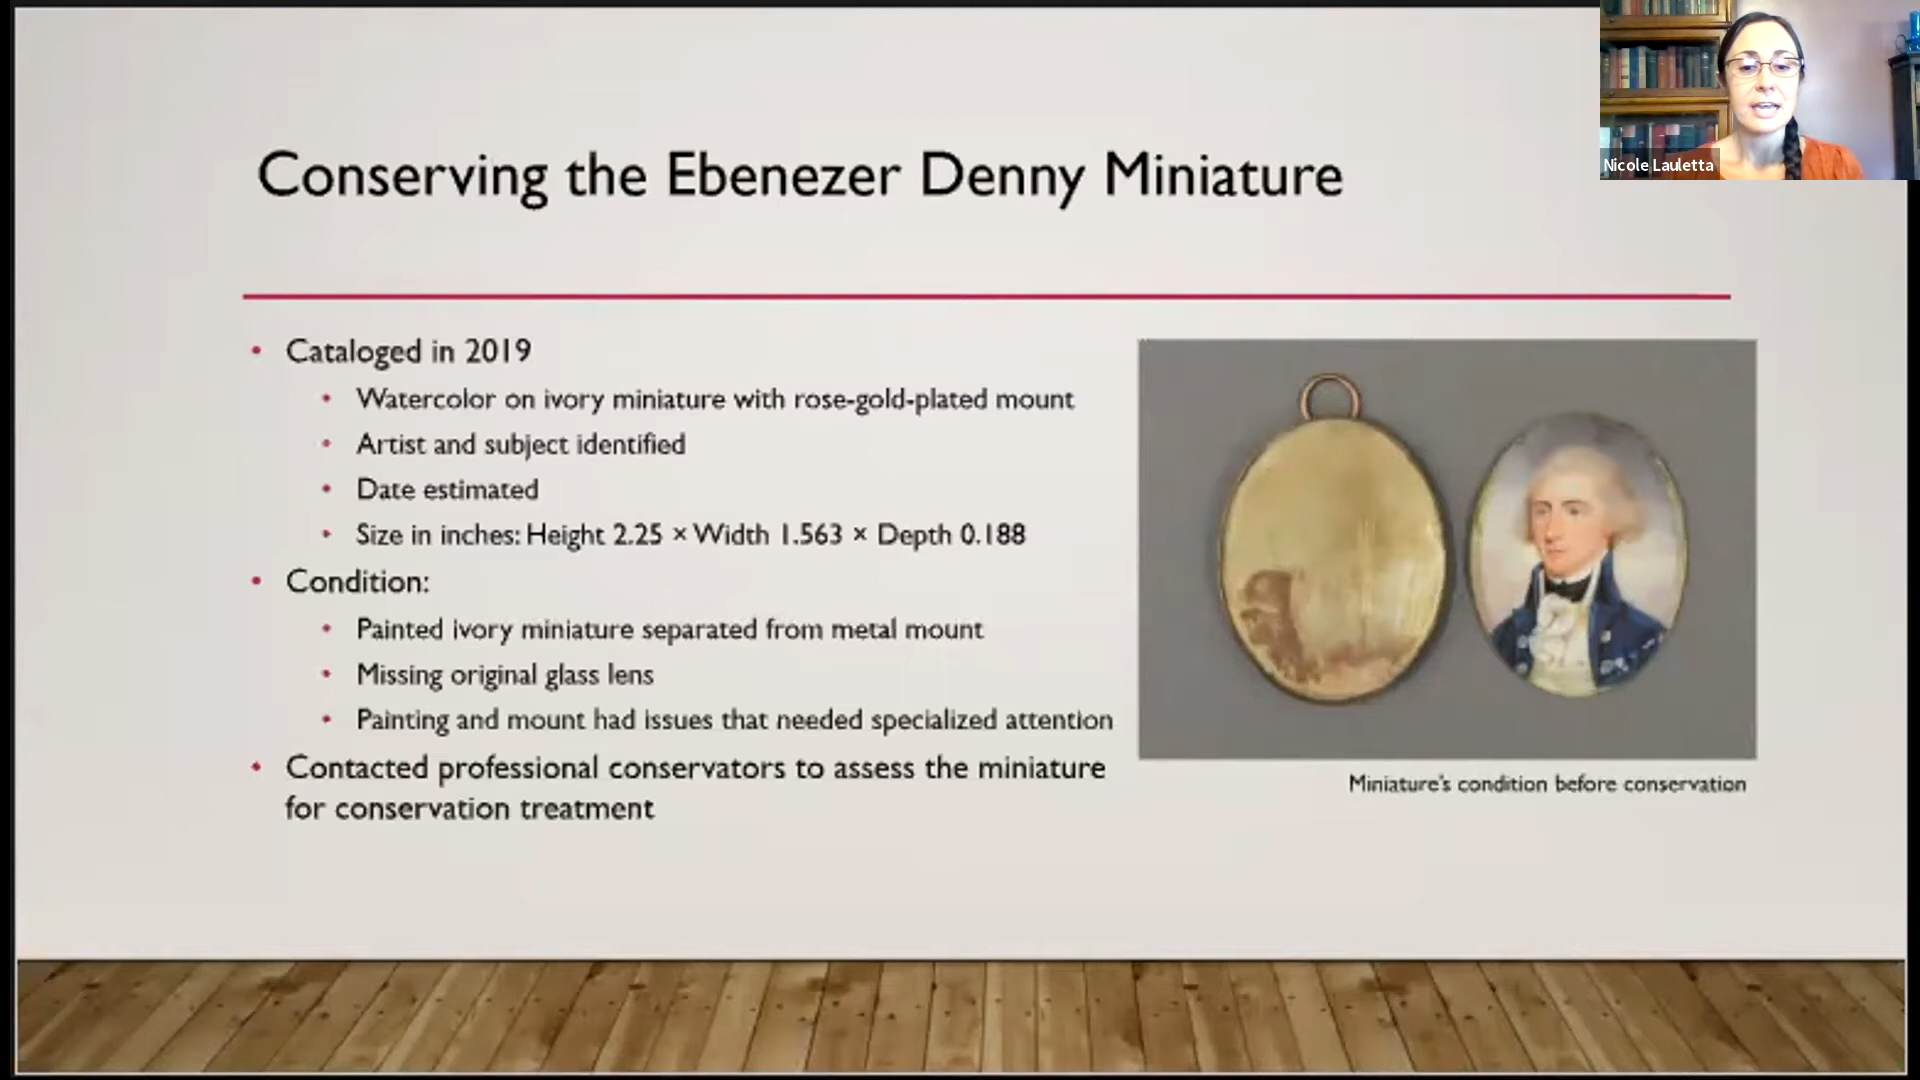 Conserving the Ebenezer Denny Miniature
Nicole Lauletta
• Cataloged in 2019
• Watercolor on ivory miniature with rose-gold-plated mount
• Artist and subject identified
• Date estimated
• Size in inches: Height 2.25 × Width 1.563 × Depth 0.188
• Condition:
• Painted ivory miniature separated from metal mount
• Missing original glass lens
• Painting and mount had issues that needed specialized attention
• Contacted professional conservators to assess the miniature
for conservation treatment
Miniature's condition before conservation